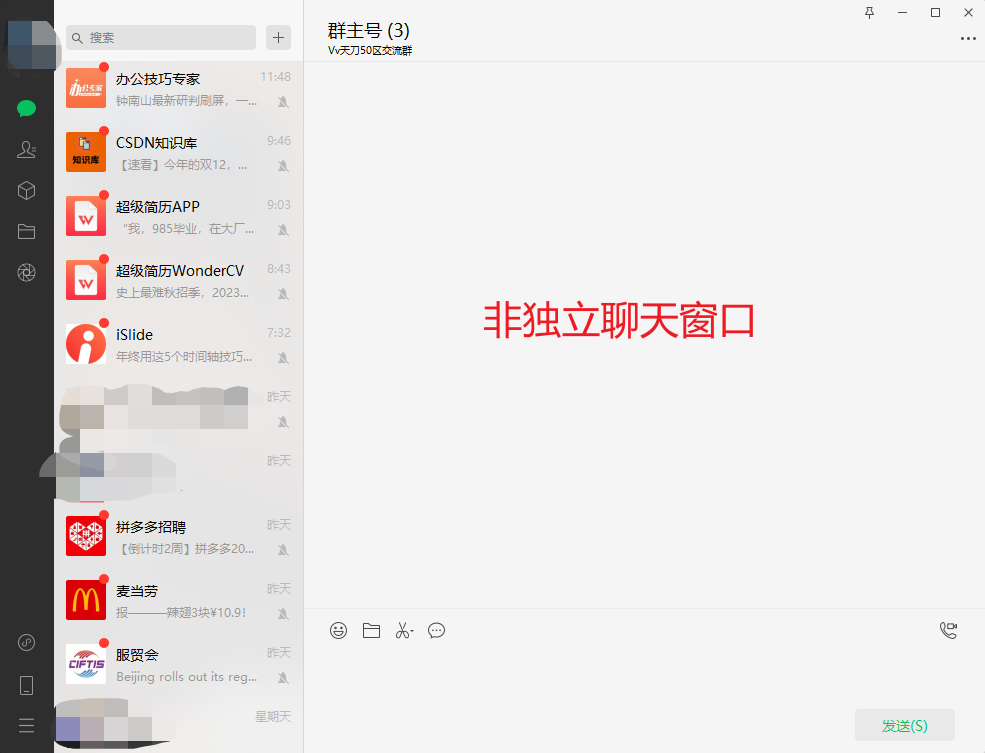 搜索
群主号 (3)
Vv天刀50区交流群
办公技巧专家
11:48
钟南山最新研判刷屏，一...
知识库
CSDN知识库
9:46
【速看】今年的双12，...
超级简历APP
9:03
“我，985毕业，在大厂...
超级简历WonderCV
8:43
史上最难秋招季，2023...
iSlide
7:32
年终用这5个时间轴技巧...
昨天
昨天
拼
拼多多招聘
昨天
【倒计时2周】拼多多20...
麦当劳
昨天
报———辣翅3块¥10.9！
CIFTIS
服贸会
昨天
Beijing rolls out its reg...
星期天
非独立聊天窗口
发送(S)